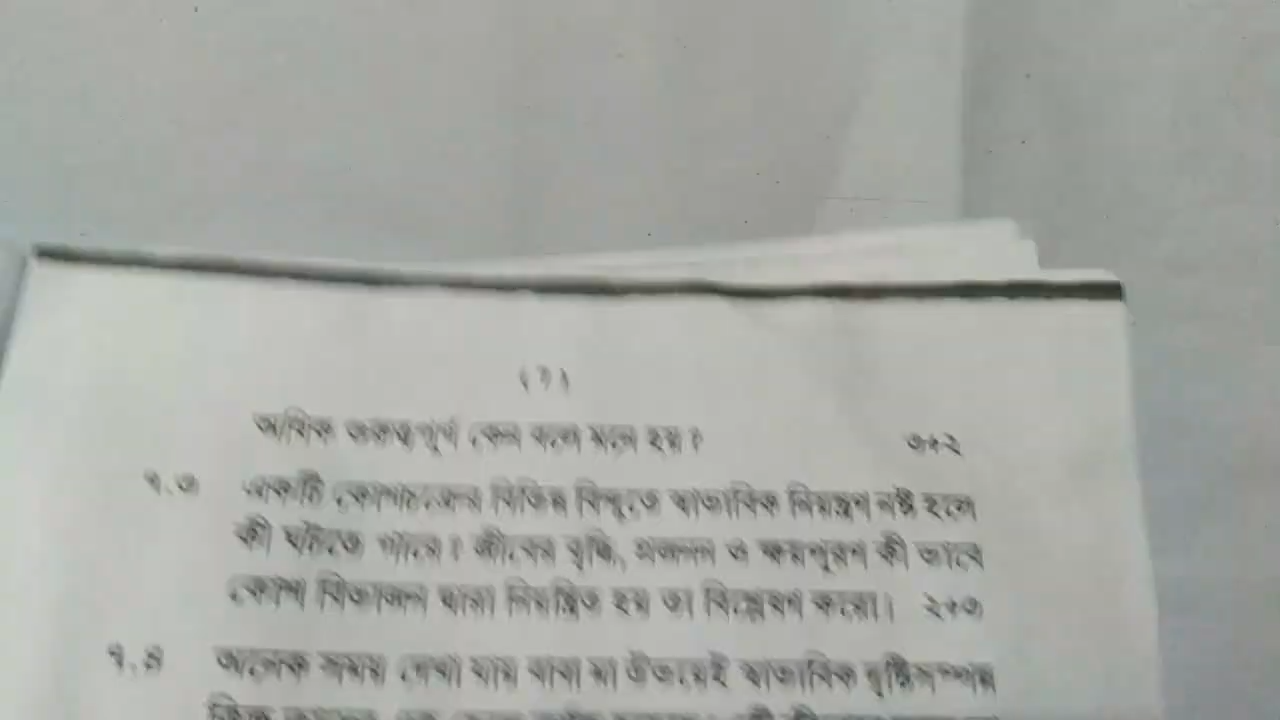 অধিক গুরুত্বপূর্ণ কেন বলে মনে হয়? ৩+২
৭.৩ একটি কোশচক্রের বিভিন্ন বিন্দুতে স্বাভাবিক নিয়ন্ত্রণ নষ্ট হলে
কী ঘটতে পারে? জীবের বৃদ্ধি, প্রজনন ও ক্ষয়পূরণ কী ভাবে
কোশ বিভাজন দ্বারা নিয়ন্ত্রিত হয় তা বিশ্লেষণ করো। ২+৩
৭.৪ অনেক সময় দেখা যায় বাবা মা উভয়েই স্বাভাবিক দৃষ্টিসম্পন্ন